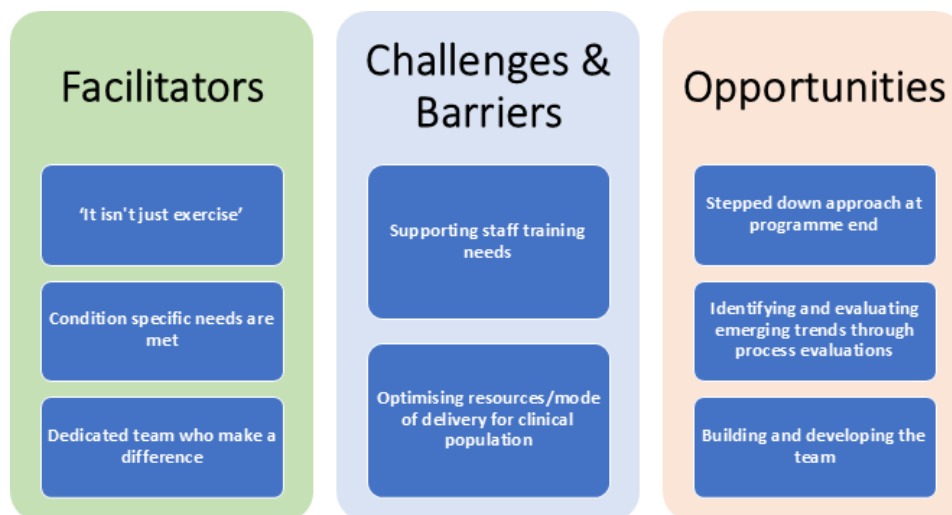 Facilitators
‘It isn't just exercise’
Condition specific needs are
met
Dedicated team who make a
difference
Challenges &
Barriers
Supporting staff training
needs
Optimising resources/mode
of delivery for clinical
population
Opportunities
Stepped down approach at
programme end
Identifying and evaluating
emerging trends through
process evaluations
Building and developing the
team